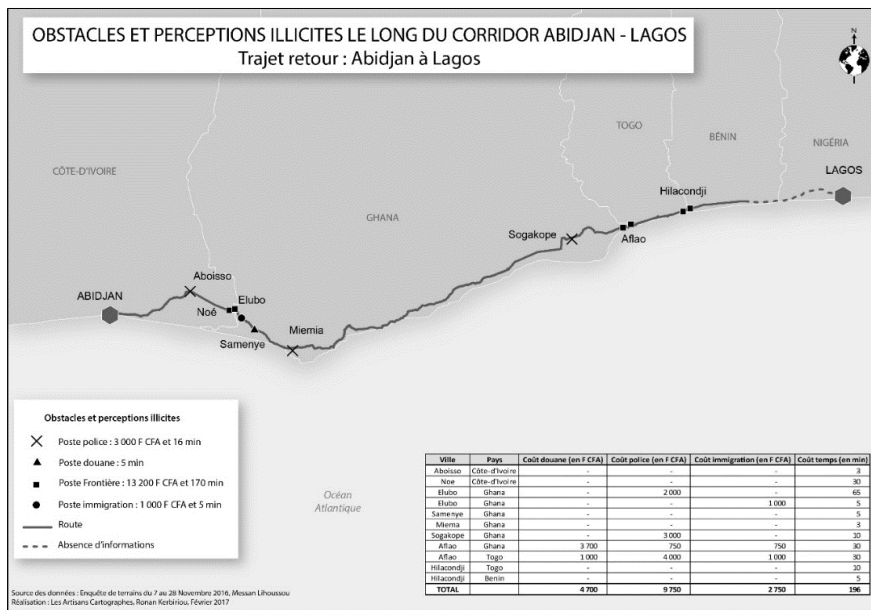 OBSTACLES ET PERCEPTIONS ILLICITES LE LONG DU CORRIDOR ABIDJAN - LAGOS
Trajet retour : Abidjan à Lagos
N
TOGO
BÉNIN
NIGÉRIA
CÔTE-D'IVOIRE
LAGOS
Hilacondji
GHANA
Sogakope
Aflao
Aboisso
ABIDJAN
Elubo
Noé
Miemia
Samenye
Obstacles et perceptions illicites
Poste police : 3 000 F CFA et 16 min
Poste douane : 5 min
Poste Frontière : 13 200 F CFA et 170 min
Poste immigration : 1 000 F CFA et 5 min
Route
Absence d'informations
Océan
Atlantique
Ville Pays Coût douane (en F CFA) Coût police (en F CFA) Coût immigration (en F CFA) Coût temps (en min)
Aboisso Côte-d'Ivoire - - - 3
Noe Côte-d'Ivoire - - - 30
Elubo Ghana - 2 000 - 65
Elubo Ghana - - 1 000 5
Samenye Ghana - - - 5
Miema Ghana - - - 3
Sogakope Ghana - 3 000 - 10
Aflao Ghana 3 700 750 750 30
Aflao Togo 1 000 4 000 1 000 30
Hilacondji Togo - - - 10
Hilacondji Benin - - - 5
TOTAL 4 700 9 750 2 750 196
Source des données : Enquête de terrains du 7 au 28 Novembre 2016, Messan Lihoussou
Réalisation : Les Artisans Cartographes, Ronan Kerbiriou, Février 2017